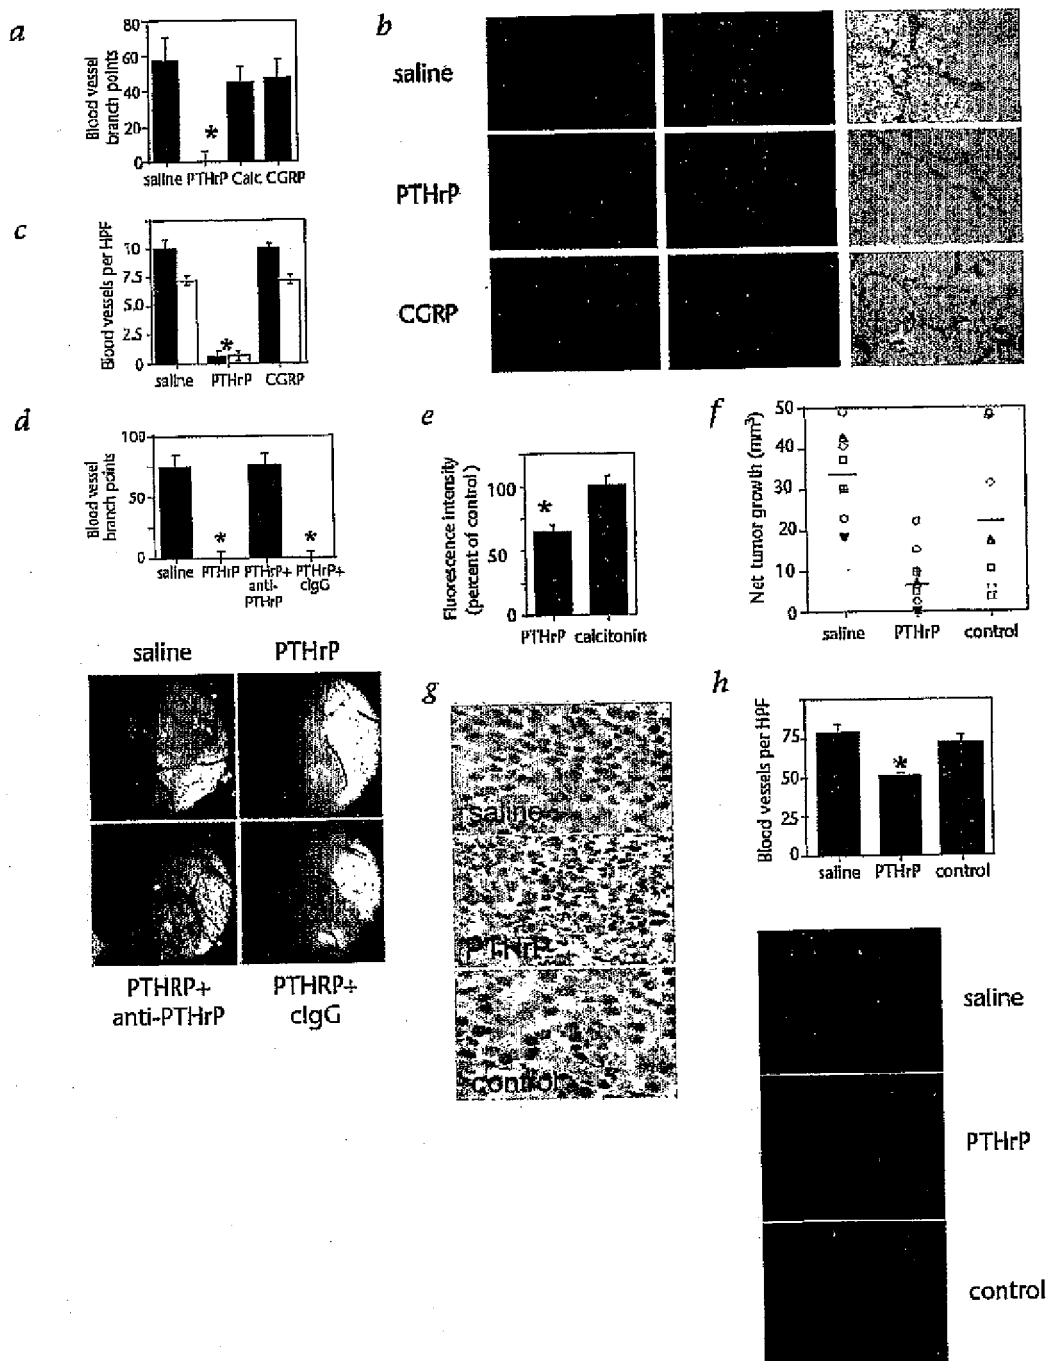 a
Blood vessel
branch points
60
40
20
0
saline PTHrP Calc. CGRP
b
saline
PTHrP
CGRP
c
Blood vessels per HPF
7.5
5.0
2.5
0
saline PTHrP CGRP
d
Blood vessel
branch points
75
50
0
saline PTHrP PTHrP+ PTHrP+
anti- cIgG
PTHrP
saline PTHrP
PTHRP+ PTHRP+
anti-PTHrP cIgG
e
Fluorescence intensity
(percent of control)
100
50
0
PTHrP calcitonin
f
Net tumor growth (mm³)
50
40
30
20
10
0
saline PTHrP control
g
saline
PTHrP
control
h
Blood vessels per HPF
75
50
25
0
saline PTHrP control
saline
PTHrP
control